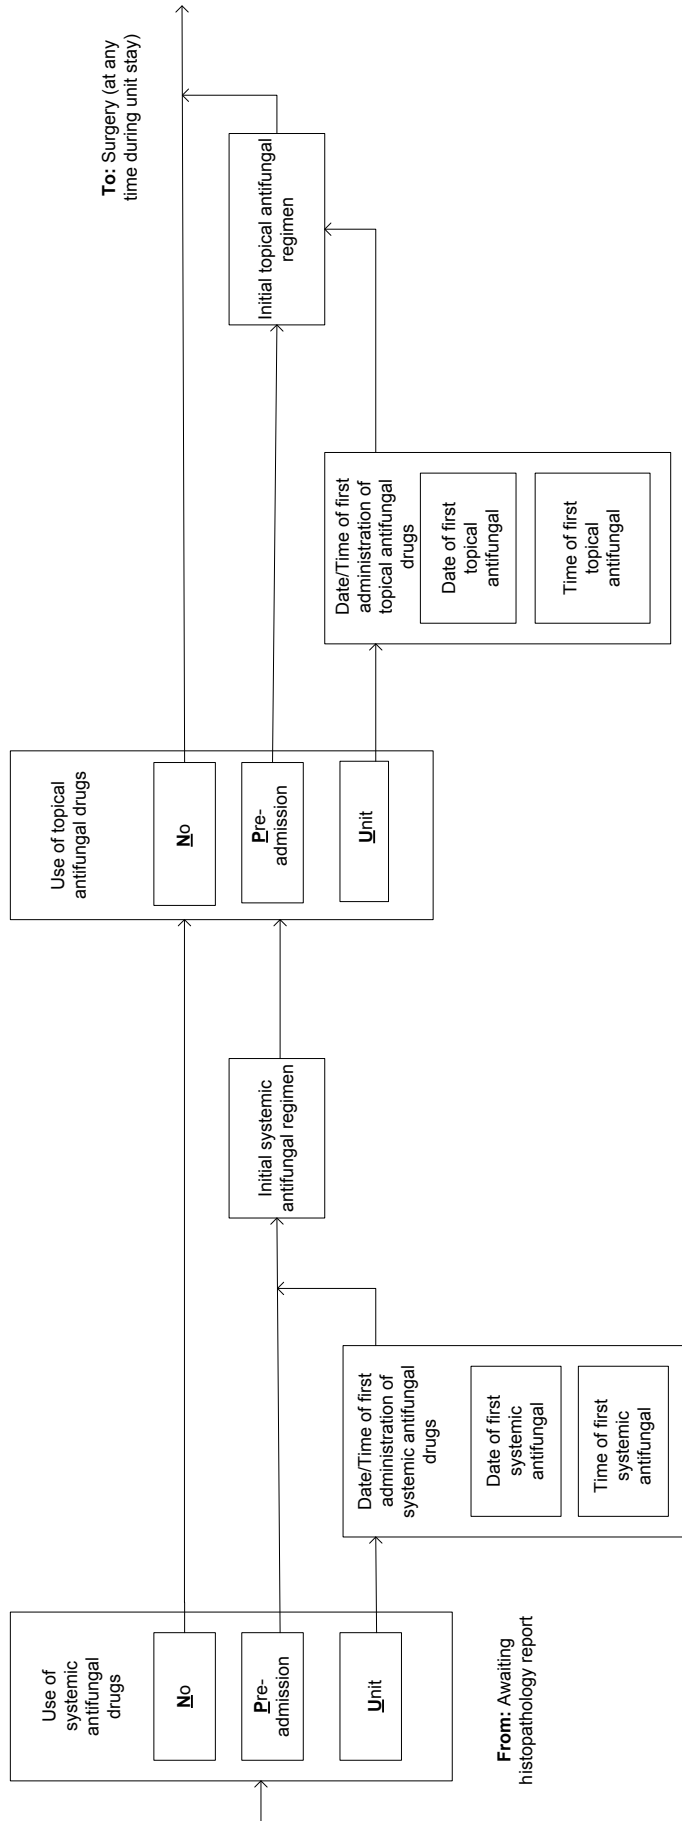 From: Awaiting
histopathology report
Use of
systemic
antifungal
drugs
No
Pre-
admission
Unit
Date/Time of first
administration of
systemic antifungal
drugs
Date of first
systemic
antifungal
Time of first
systemic
antifungal
Initial systemic
antifungal regimen
Use of topical
antifungal drugs
No
Pre-
admission
Unit
Date/Time of first
administration of
topical antifungal
drugs
Date of first
topical
antifungal
Time of first
topical
antifungal
Initial topical antifungal
regimen
To: Surgery (at any
time during unit stay)